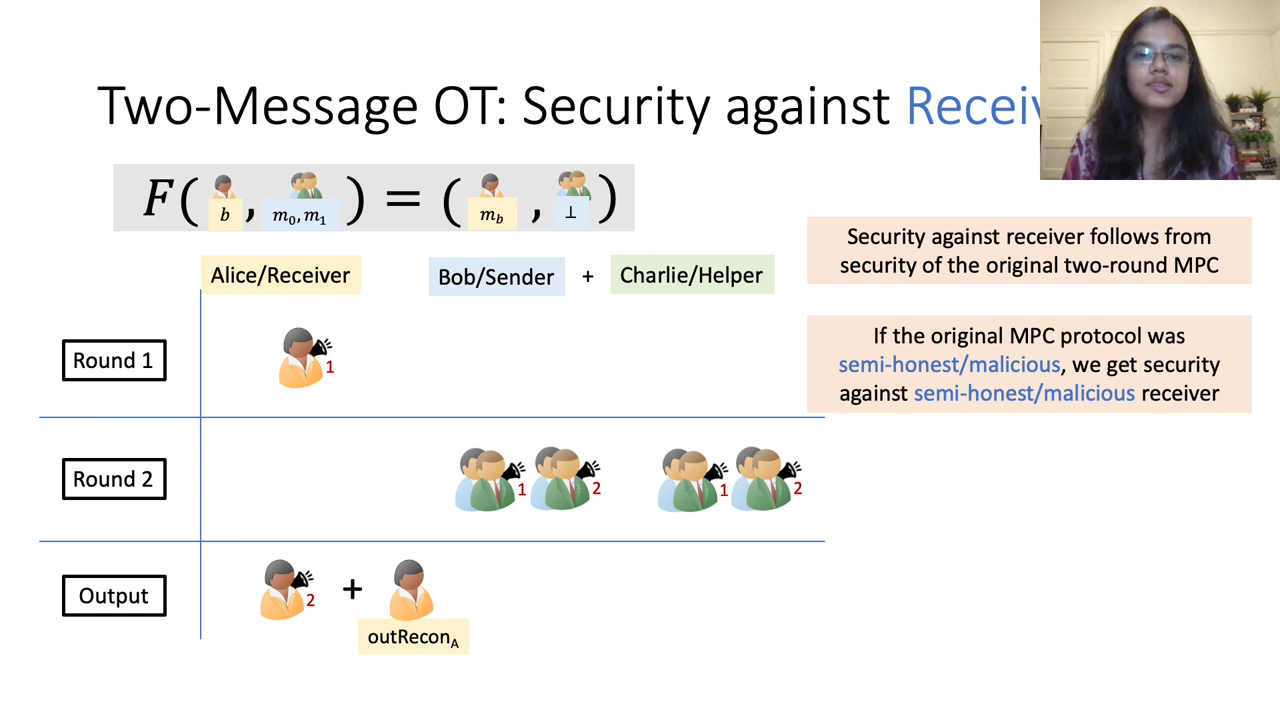 Two-Message OT: Security against Receiv
F( b , m0, m1 ) = ( mb , ⊥ )
Security against receiver follows from
security of the original two-round MPC
Alice/Receiver
Bob/Sender + Charlie/Helper
If the original MPC protocol was
semi-honest/malicious, we get security
against semi-honest/malicious receiver
Round 1
1
Round 2
1 2 1 2
Output
2 +
outReconA